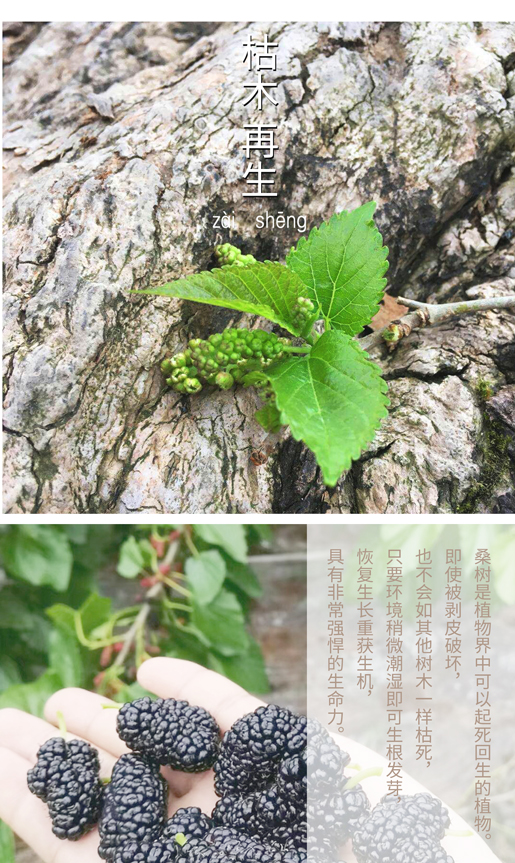 枯木再生
zài shēng
桑树是植物界中可以起死回生的植物。
即使被剥皮破坏，
也不会如其他树木一样枯死，
只要环境稍微潮湿即可生根发芽，
恢复生长重获生机，
具有非常强悍的生命力。